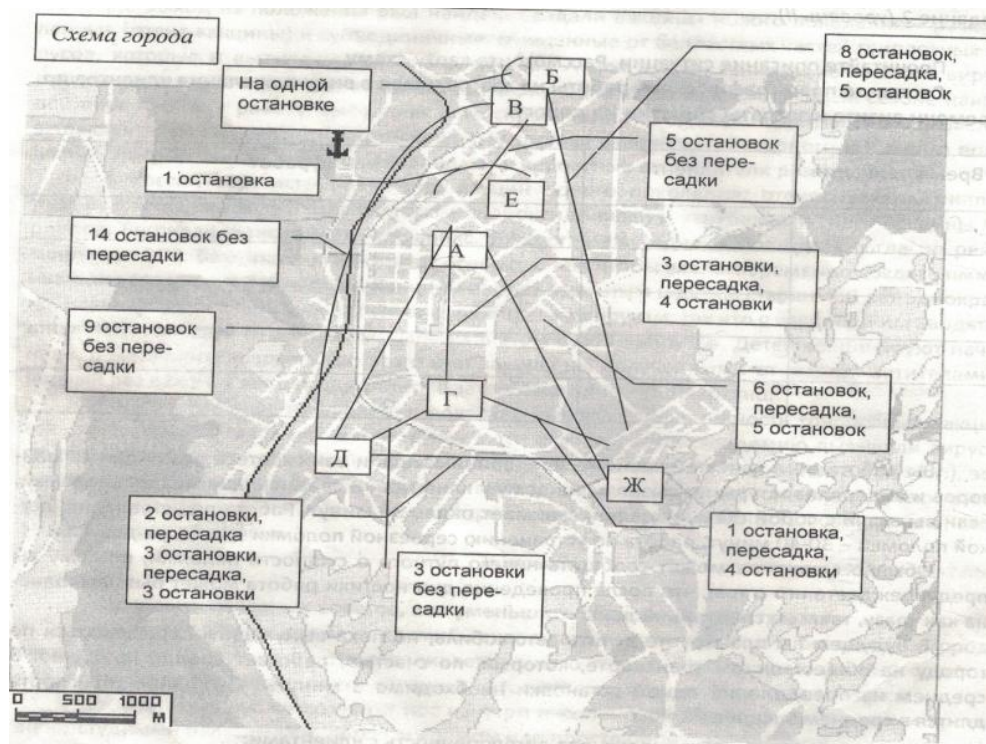 Схема города
На одной
остановке
Б
В
8 остановок,
пересадка,
5 остановок
5 остановок
без пере-
садки
1 остановка
Е
14 остановок без
пересадки
А
3 остановки,
пересадка,
4 остановки
9 остановок
без пере-
садки
Г
6 остановок,
пересадка,
5 остановок
Д
Ж
2 остановки,
пересадка
3 остановки,
пересадка,
3 остановки
3 остановки
без пере-
садки
1 остановка,
пересадка,
4 остановки
0 500 1000
м